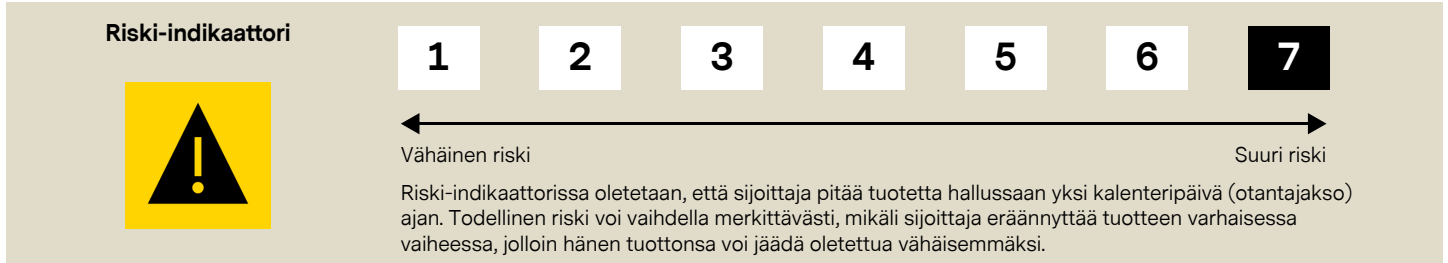 Riski-indikaattori
1 2 3 4 5 6 7
Vähäinen riski Suuri riski
Riski-indikaattorissa oletetaan, että sijoittaja pitää tuotetta hallussaan yksi kalenteripäivä (otantajakso)
ajan. Todellinen riski voi vaihdella merkittävästi, mikäli sijoittaja eräännyttää tuotteen varhaisessa
vaiheessa, jolloin hänen tuottonsa voi jäädä oletettua vähäisemmäksi.